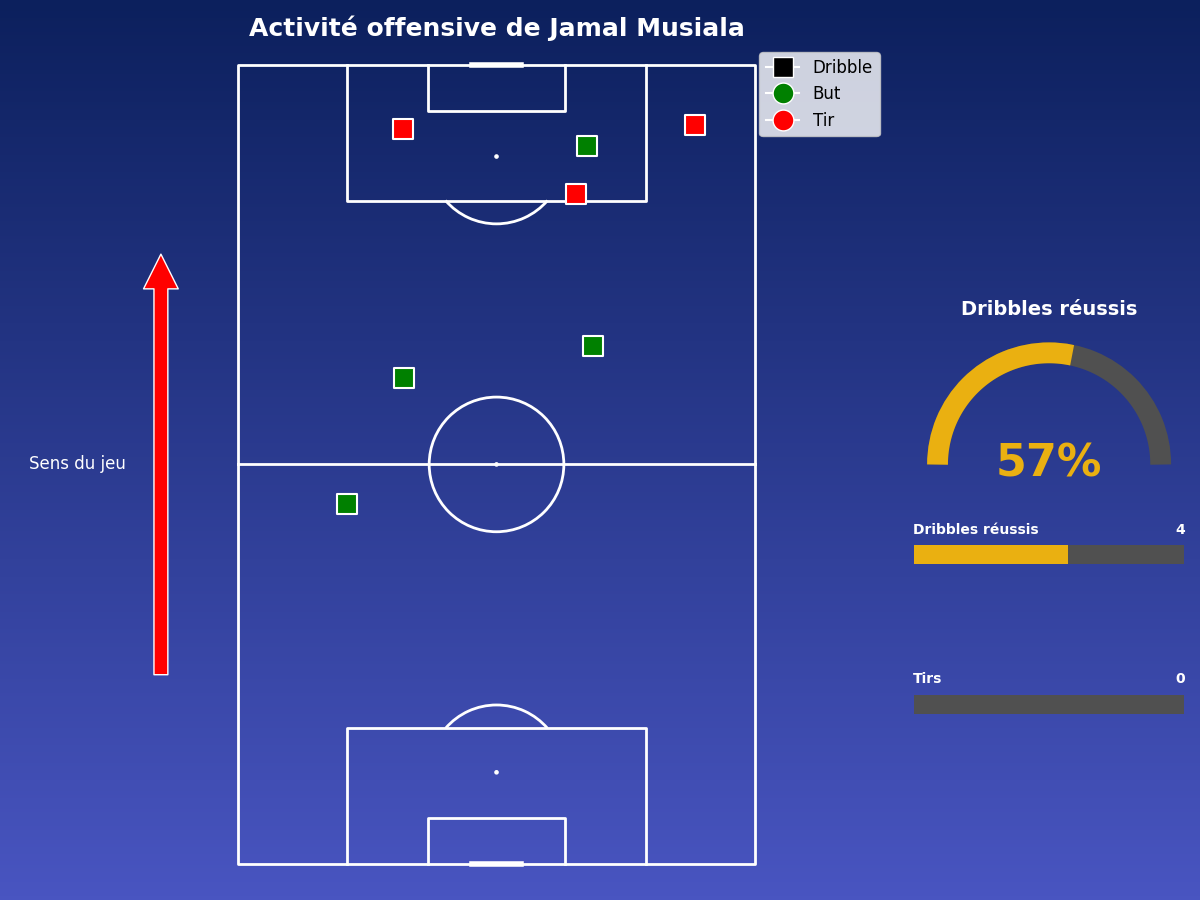 Activité offensive de Jamal Musiala
Dribble
But
Tir
Sens du jeu
Dribbles réussis
57%
Dribbles réussis 4
Tirs 0